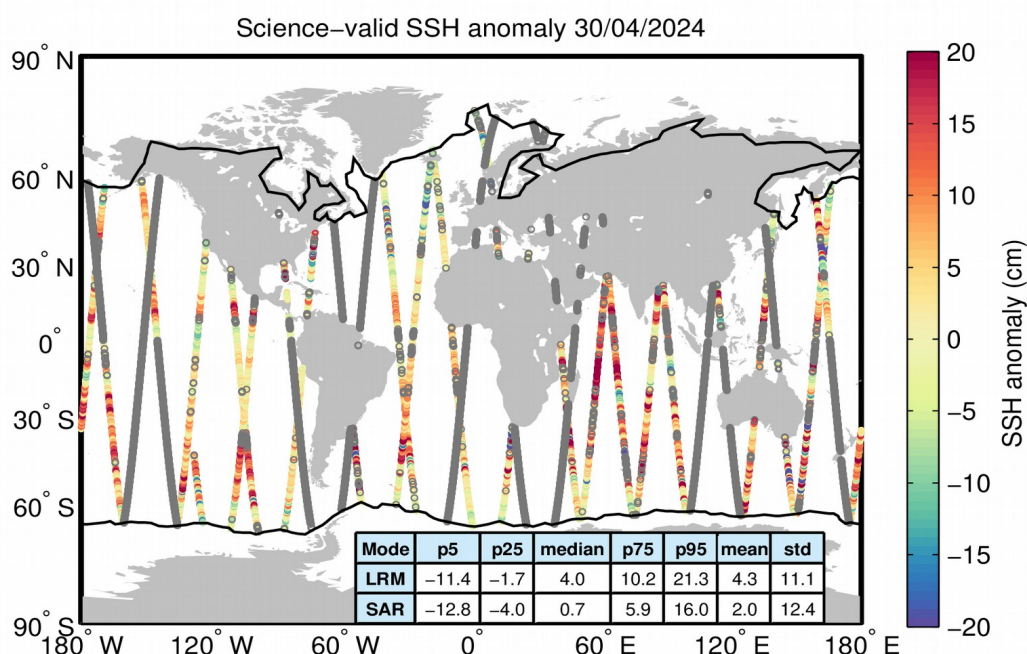 Science−valid SSH anomaly 30/04/2024
90° N
60° N
30° N
0°
30° S
60° S
90° S
180° W
120° W
60° W
0°
60° E
120° E
180° E
Mode p5 p25 median p75 p95 mean std
LRM −11.4 −1.7 4.0 10.2 21.3 4.3 11.1
SAR −12.8 −4.0 0.7 5.9 16.0 2.0 12.4
20
15
10
5
0
−5
−10
−15
−20
SSH anomaly (cm)